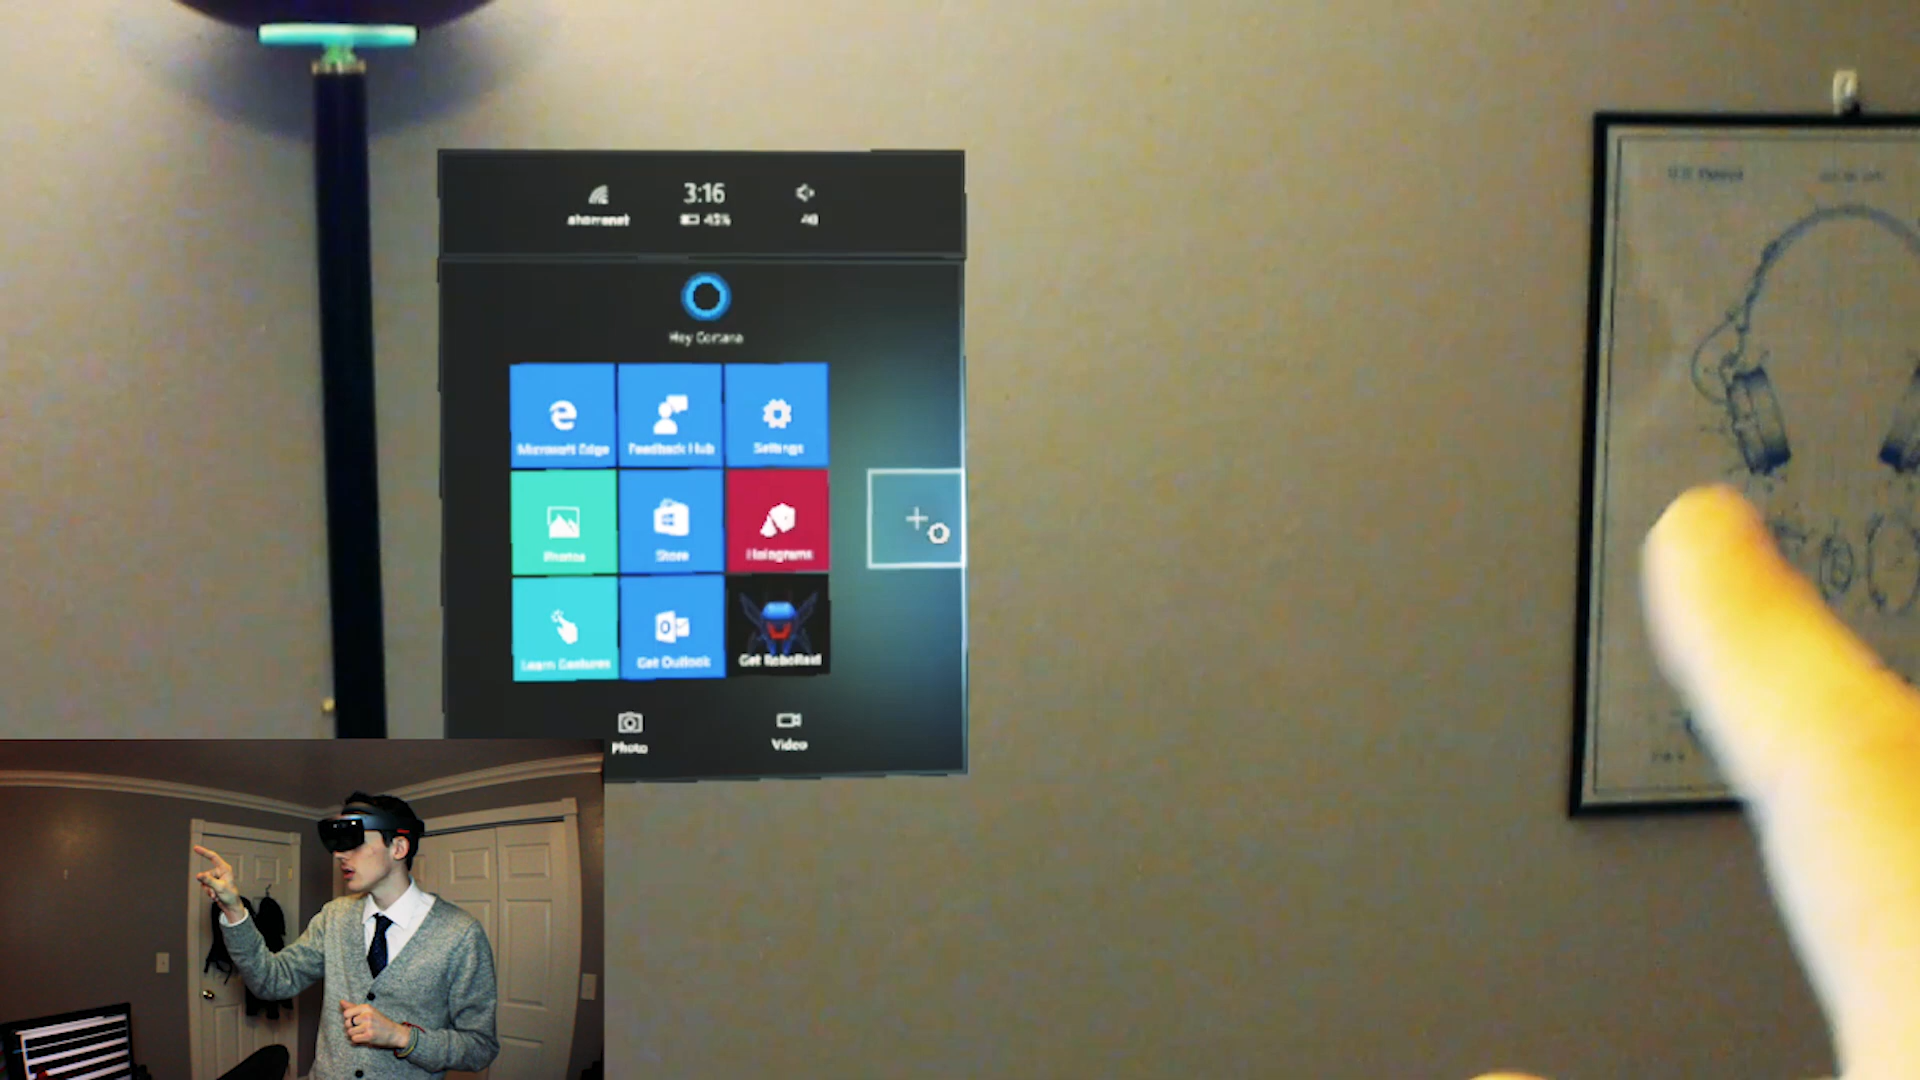 3:16
43%
Hey Cortana
Microsoft Edge
Feedback Hub
Settings
Photos
Store
Holograms
Learn Gestures
Get Outlook
Get RoboRaid
Photo
Video